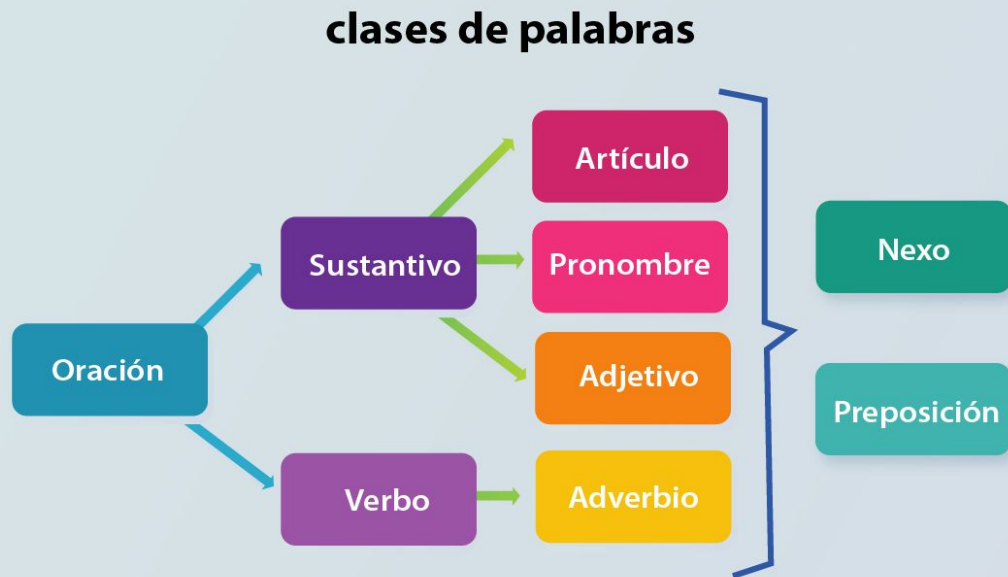 clases de palabras
Artículo
Sustantivo
Pronombre
Nexo
Oración
Adjetivo
Preposición
Verbo
Adverbio